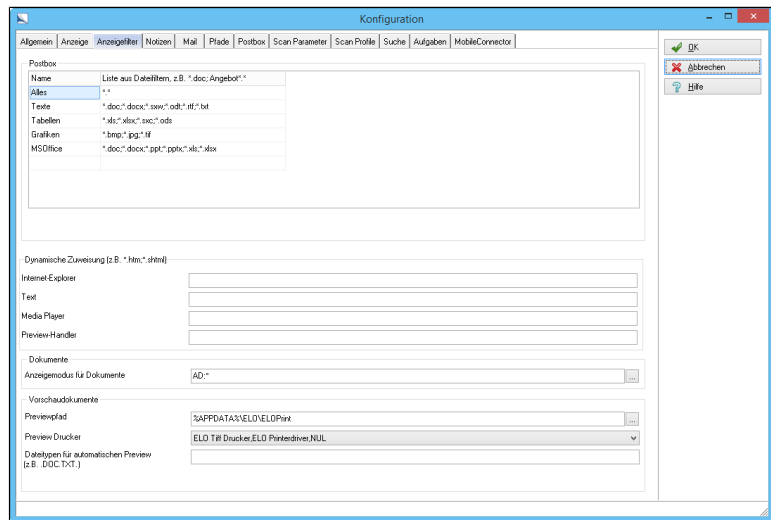 Konfiguration
Allgemein Anzeige Anzeigefilter Notizen Mail Pfade Postbox Scan Parameter Scan Profile Suche Aufgaben MobileConnector
OK
Abbrechen
Hilfe
Postbox
Name Liste aus Dateifiltern, z.B. *.doc; Angebot*.*
Alles *.*
Texte *.doc;*.docx;*.sxw;*.odt;*.rtf;*.txt
Tabellen *.xls;*.xlsx;*.sxc;*.ods
Grafiken *.bmp;*.jpg;*.tif
MSOffice *.doc;*.docx;*.ppt;*.pptx;*.xls;*.xlsx
Dynamische Zuweisung (z.B. *.htm;*.shtml)
Internet-Explorer
Text
Media Player
Preview-Handler
Dokumente
Anzeigemodus für Dokumente AD:* ...
Vorschaudokumente
Previewpfad %APPDATA%\ELO\ELOPrint ...
Preview Drucker ELO Tiff Drucker,ELO Printerdriver,NUL
Dateitypen für automatischen Preview
(z.B. .DOC.TXT.)